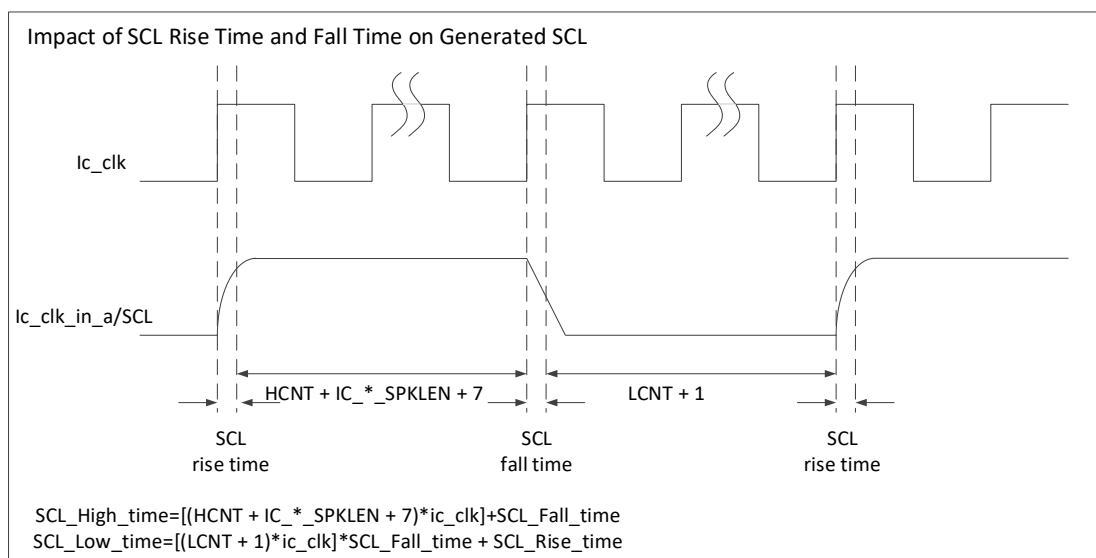 Impact of SCL Rise Time and Fall Time on Generated SCL
Ic_clk
Ic_clk_in_a/SCL
HCNT + IC_*_SPKLEN + 7
LCNT + 1
SCL
rise time
SCL
fall time
SCL
rise time
SCL_High_time=[(HCNT + IC_*_SPKLEN + 7)*ic_clk]+SCL_Fall_time
SCL_Low_time=[(LCNT + 1)*ic_clk]*SCL_Fall_time + SCL_Rise_time